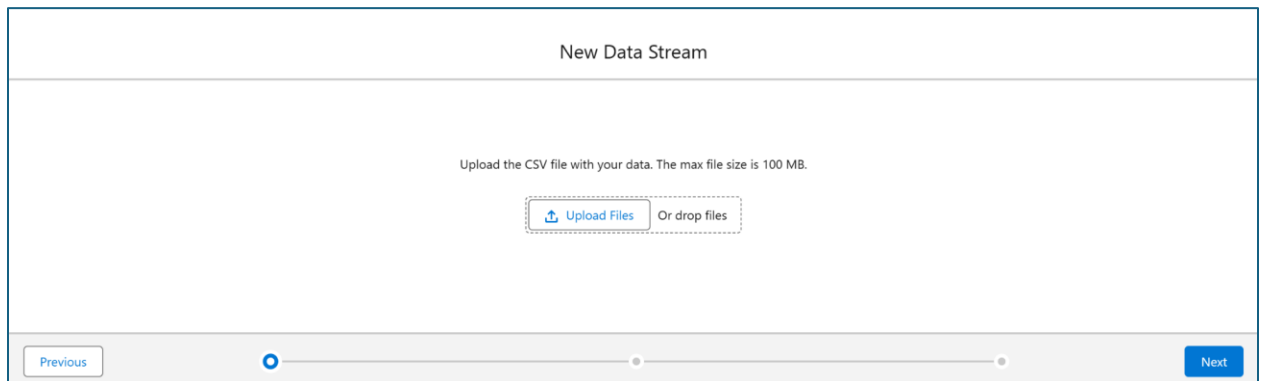 New Data Stream
Upload the CSV file with your data. The max file size is 100 MB.
Upload Files Or drop files
Previous Next